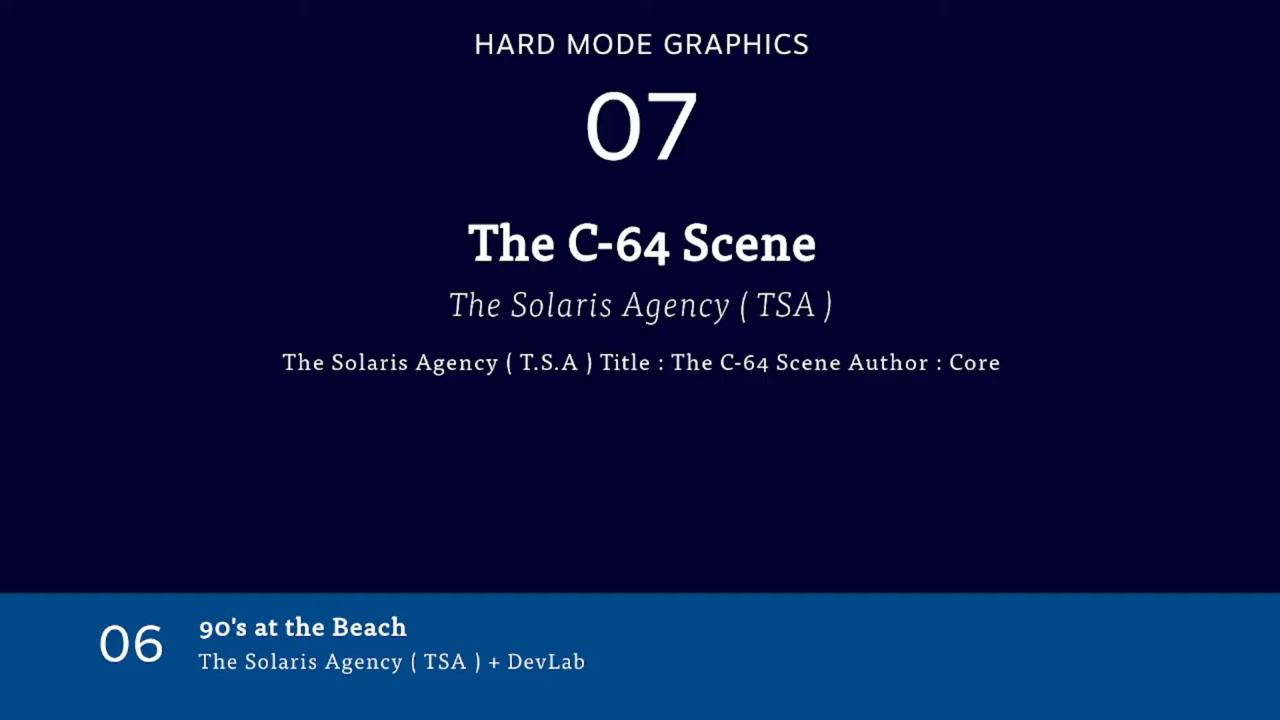 HARD MODE GRAPHICS
07
The C-64 Scene
The Solaris Agency ( TSA )
The Solaris Agency ( T.S.A ) Title : The C-64 Scene Author : Core
06
90's at the Beach
The Solaris Agency ( TSA ) + DevLab